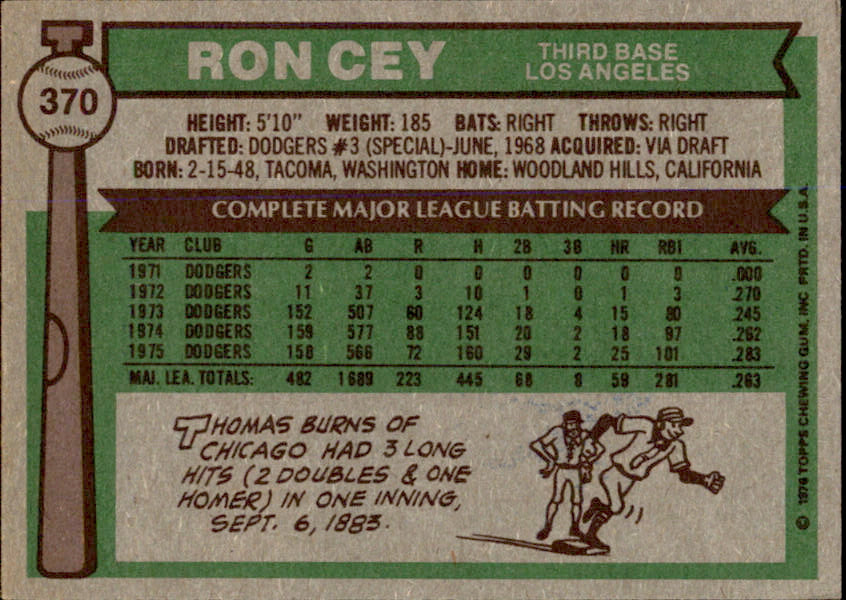 370
RON CEY
THIRD BASE
LOS ANGELES
HEIGHT: 5'10" WEIGHT: 185 BATS: RIGHT THROWS: RIGHT
DRAFTED: DODGERS #3 (SPECIAL)-JUNE, 1968 ACQUIRED: VIA DRAFT
BORN: 2-15-48, TACOMA, WASHINGTON HOME: WOODLAND HILLS, CALIFORNIA
COMPLETE MAJOR LEAGUE BATTING RECORD
YEAR CLUB G AB R H 2B 3B HR RBI AVG.
1971 DODGERS 2 2 0 0 0 0 0 0 .000
1972 DODGERS 11 37 3 10 1 0 1 3 .270
1973 DODGERS 152 507 60 124 18 4 15 80 .245
1974 DODGERS 159 577 88 151 20 2 18 97 .262
1975 DODGERS 158 566 72 160 29 2 25 101 .283
MAJ. LEA. TOTALS: 482 1689 223 445 68 8 59 281 .263
THOMAS BURNS OF
CHICAGO HAD 3 LONG
HITS (2 DOUBLES & ONE
HOMER) IN ONE INNING,
SEPT. 6, 1883.
© 1976 TOPPS CHEWING GUM, INC. PRTD. IN U.S.A.